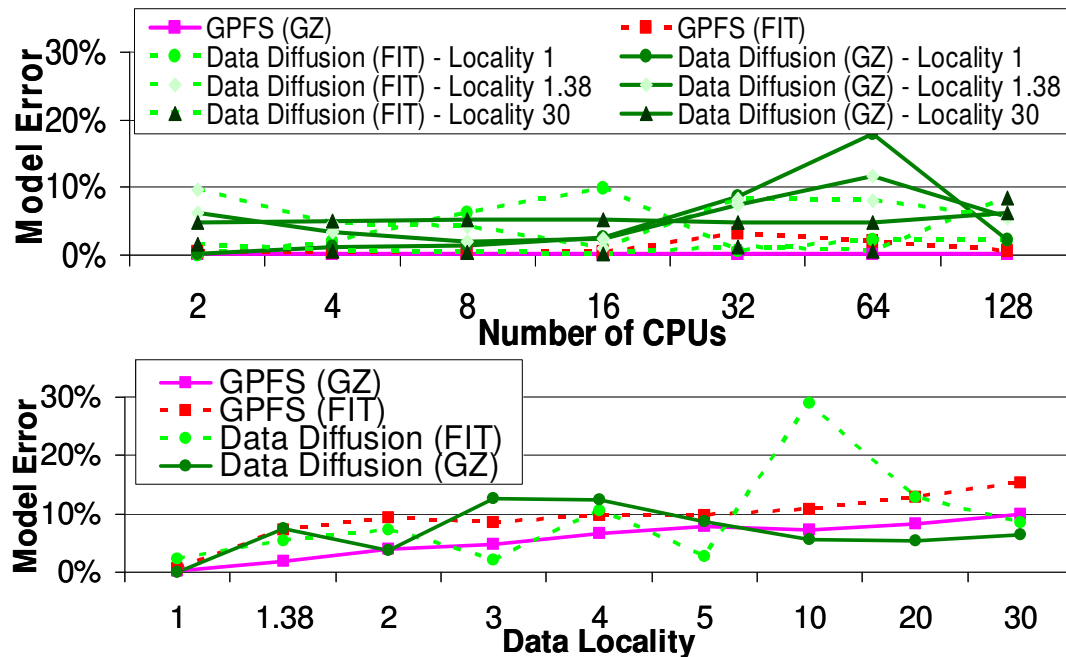 GPFS (GZ)
GPFS (FIT)
Data Diffusion (FIT) - Locality 1
Data Diffusion (GZ) - Locality 1
Data Diffusion (FIT) - Locality 1.38
Data Diffusion (GZ) - Locality 1.38
Data Diffusion (FIT) - Locality 30
Data Diffusion (GZ) - Locality 30
30%
20%
10%
0%
Model Error
2 4 8 16 32 64 128
Number of CPUs
GPFS (GZ)
GPFS (FIT)
Data Diffusion (FIT)
Data Diffusion (GZ)
30%
20%
10%
0%
Model Error
1 1.38 2 3 4 5 10 20 30
Data Locality